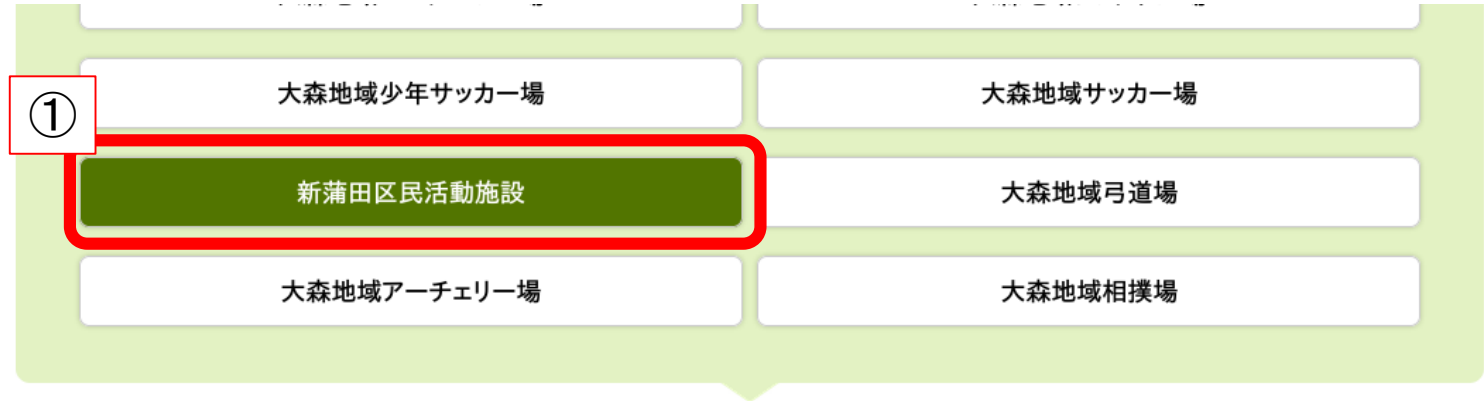 大森地域少年サッカー場
大森地域サッカー場
①
新蒲田区民活動施設
大森地域弓道場
大森地域アーチェリー場
大森地域相撲場